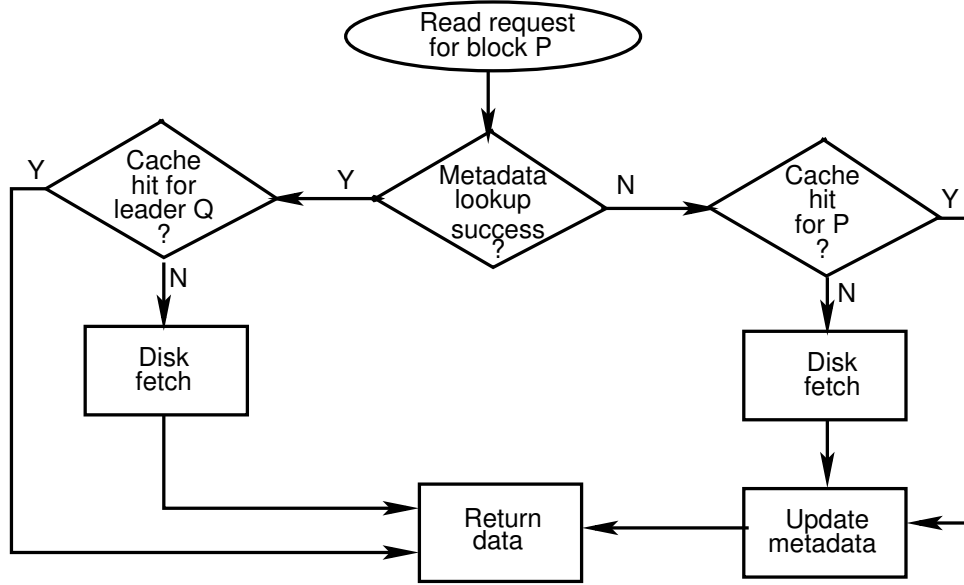 Read request
for block P
Cache
hit for
leader Q
?
Y
Y
Metadata
lookup
success
?
N
Cache
hit
for P
?
Y
N
N
Disk
fetch
Disk
fetch
Return
data
Update
metadata